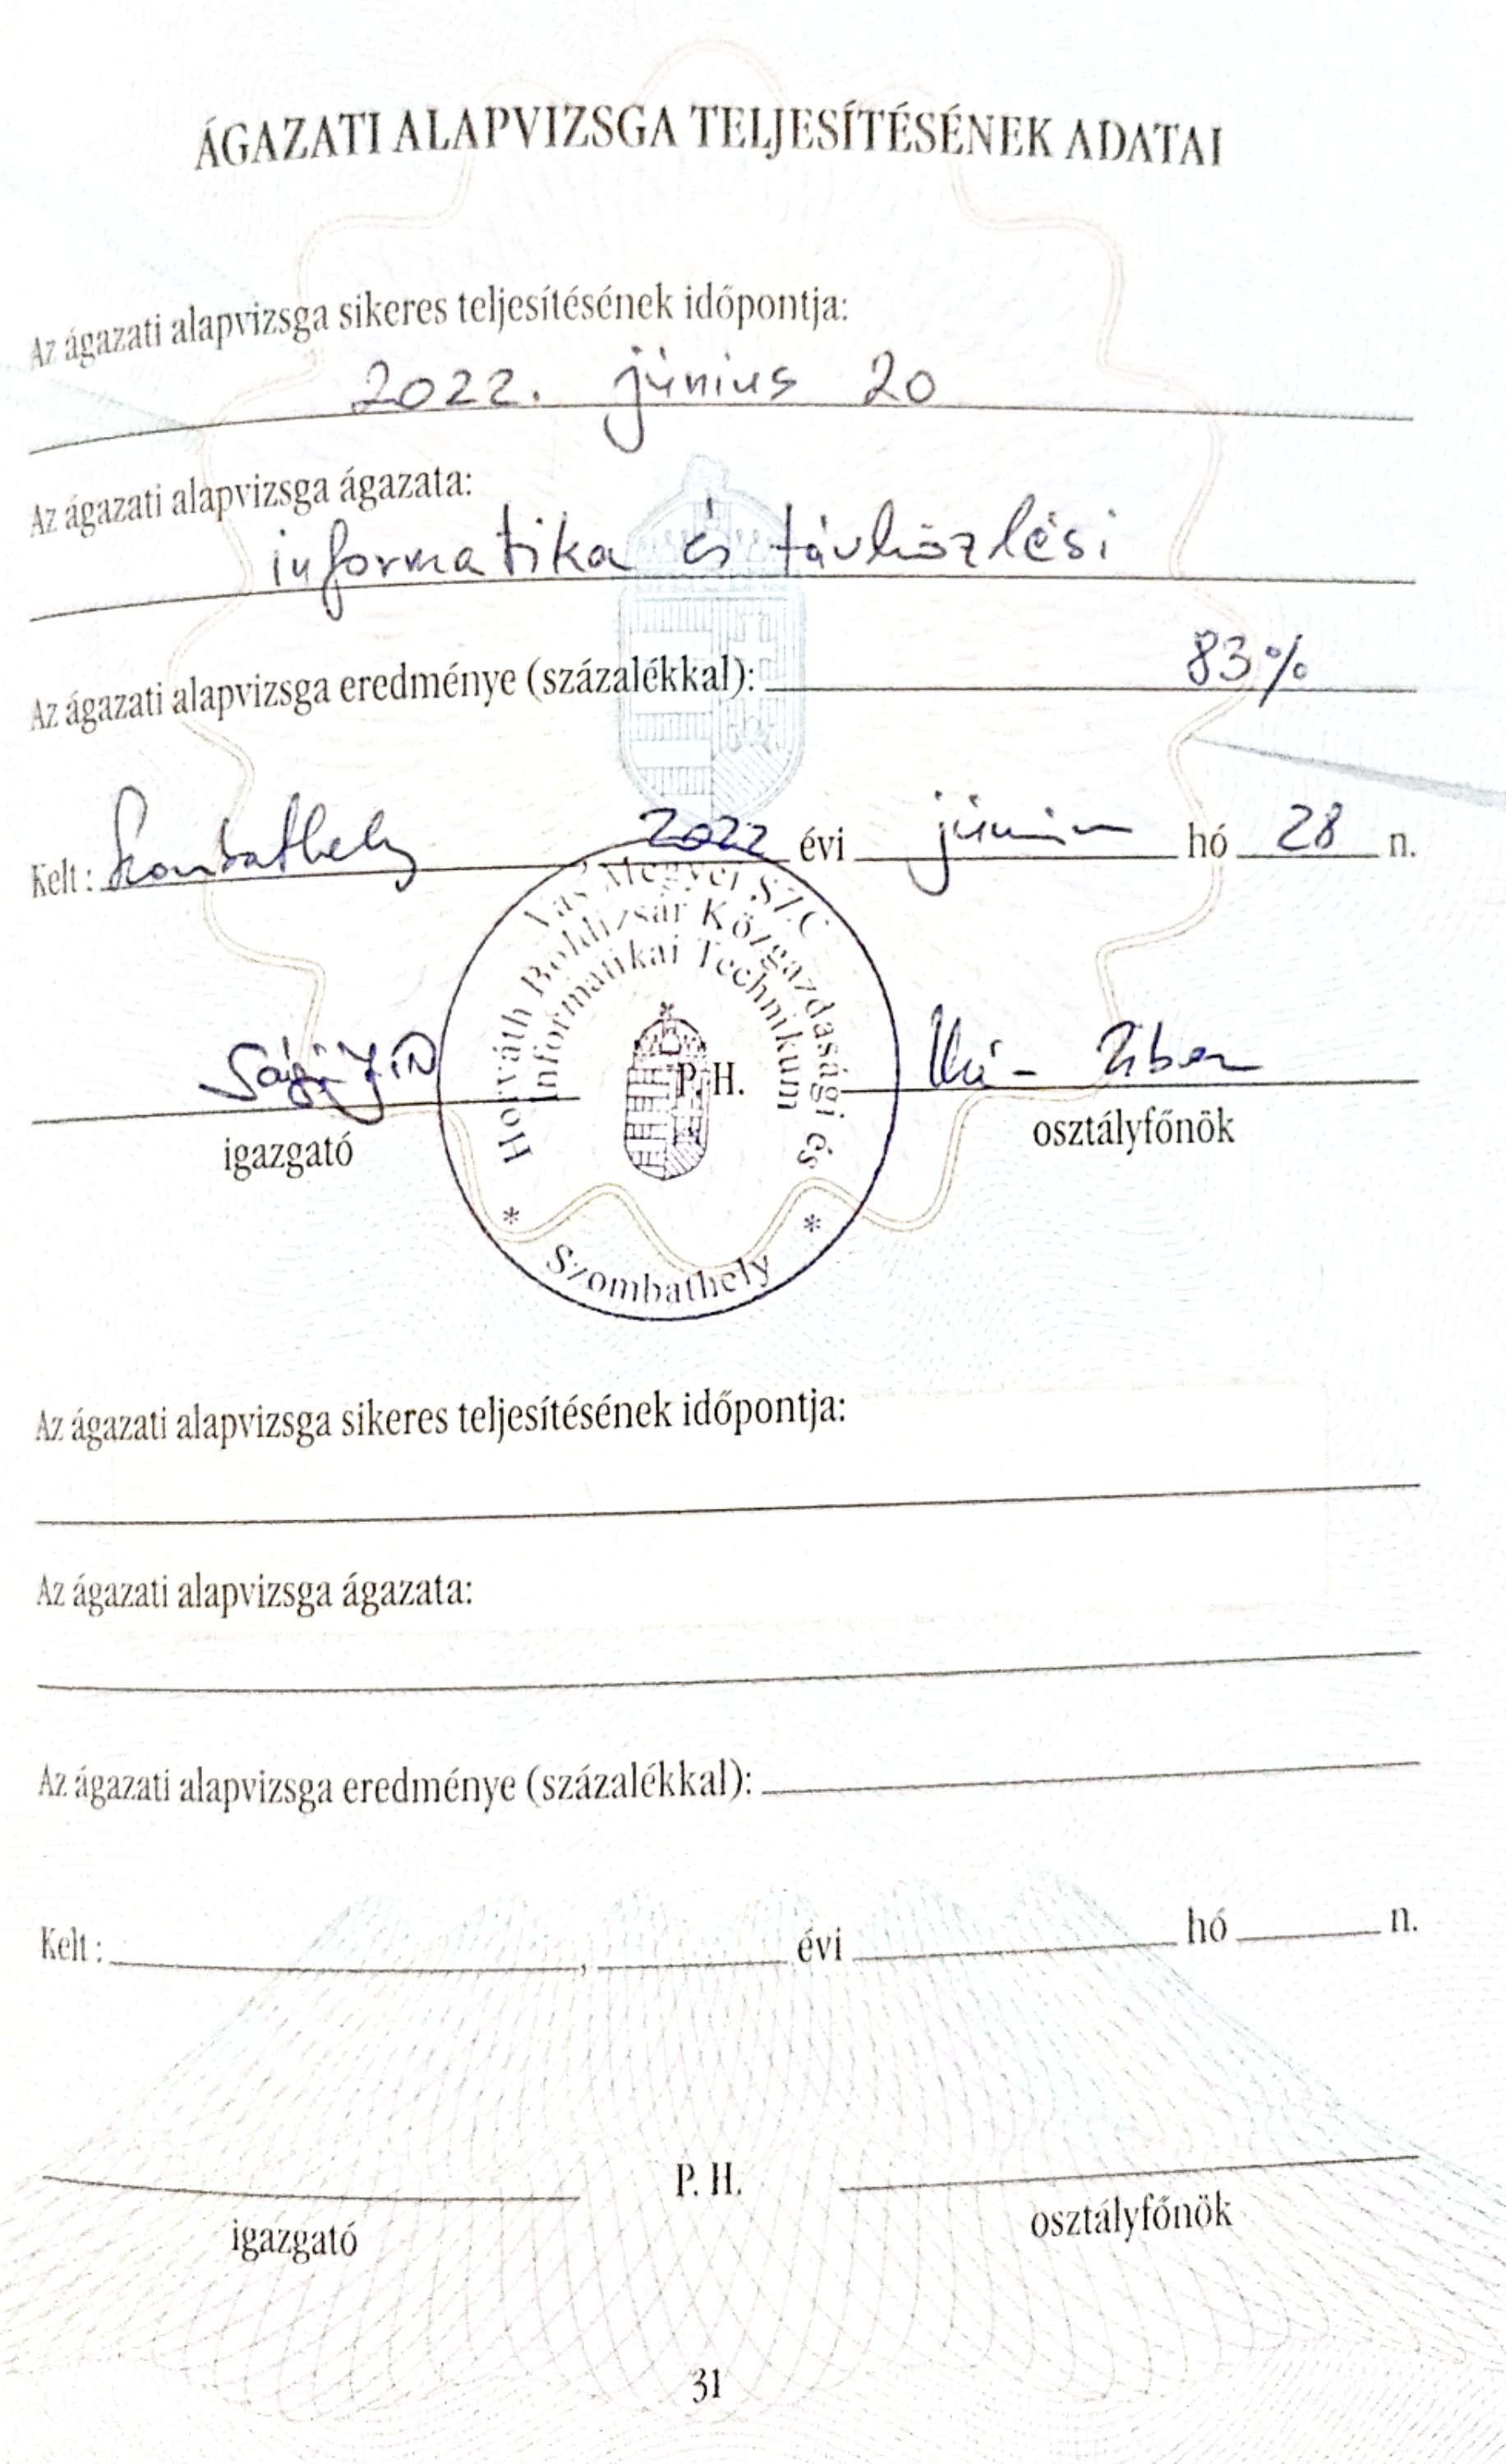 ÁGAZATI ALAPVIZSGA TELJESÍTÉSÉNEK ADATAI
Az ágazati alapvizsga sikeres teljesítésének időpontja:
2022. június 20
Az ágazati alapvizsga ágazata:
informatika és távközlési
Az ágazati alapvizsga eredménye (százalékkal): 83%
Kelt: Szombathely 2022 évi június hó 28 n.
Vas Megyei SZC
Horváth Boldizsár Közgazdasági és
Informatikai Technikum
P. H.
* Szombathely *
igazgató
osztályfőnök
Az ágazati alapvizsga sikeres teljesítésének időpontja:
Az ágazati alapvizsga ágazata:
Az ágazati alapvizsga eredménye (százalékkal):
Kelt: , évi hó n.
P. H.
igazgató
osztályfőnök
31